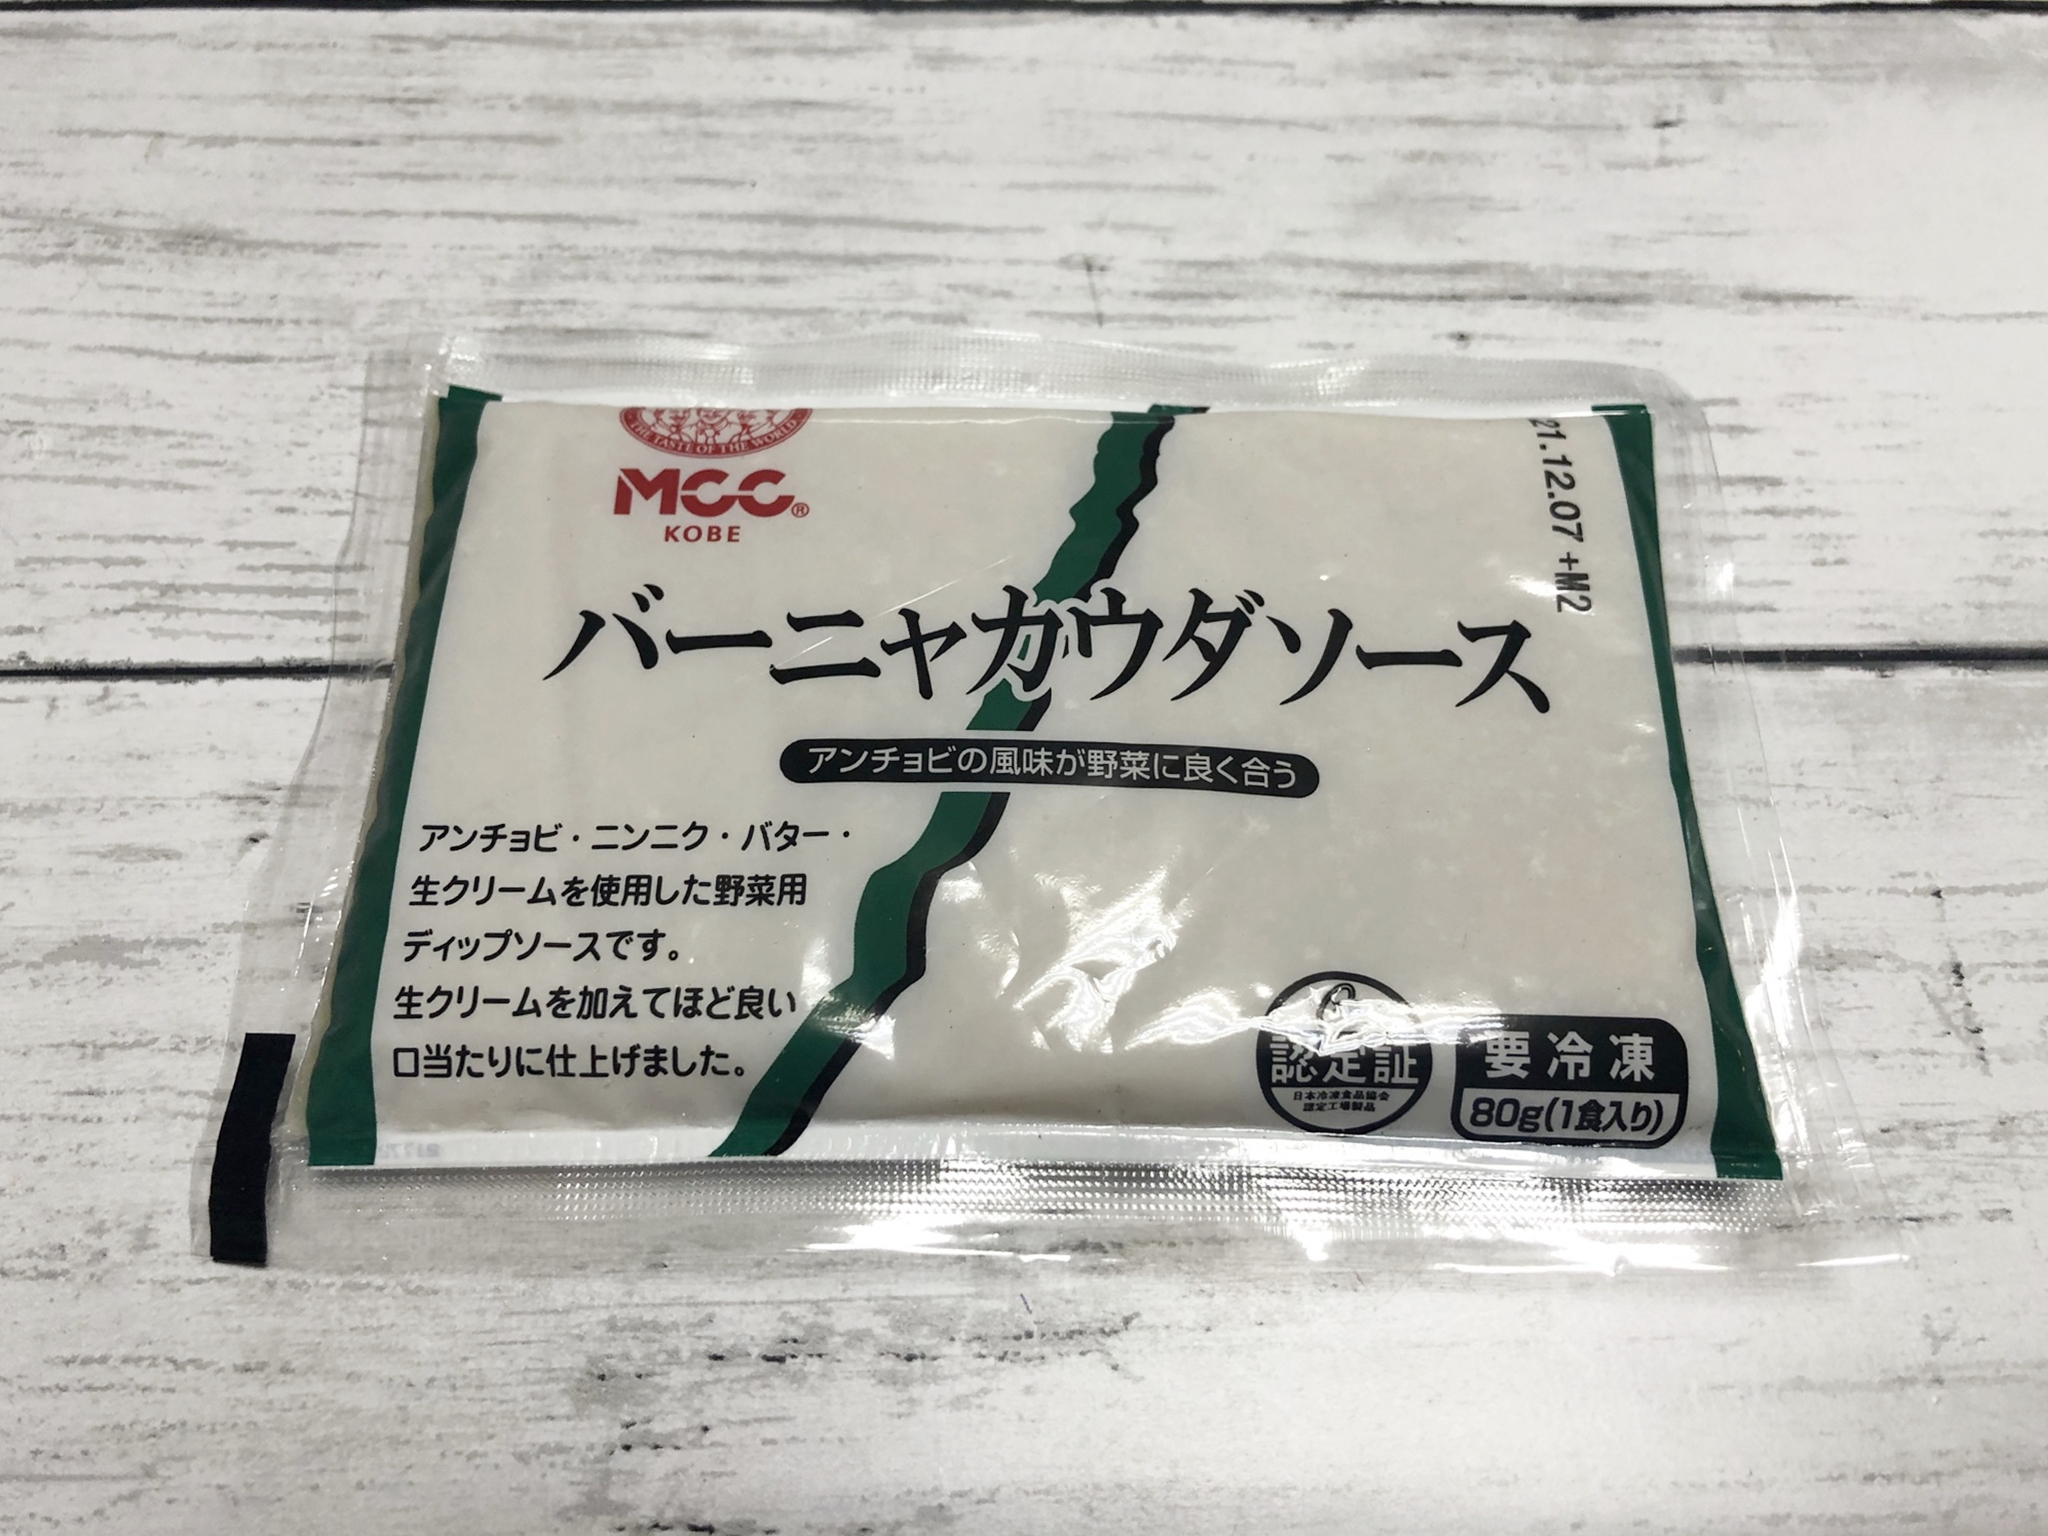 THE TASTE OF THE WORLD
MCC®
KOBE
21.12.07 +M2
バーニャカウダソース
アンチョビの風味が野菜に良く合う
アンチョビ・ニンニク・バター・
生クリームを使用した野菜用
ディップソースです。
生クリームを加えてほど良い
口当たりに仕上げました。
認定証
日本冷凍食品協会
認定工場製品
要冷凍
80g(1食入り)